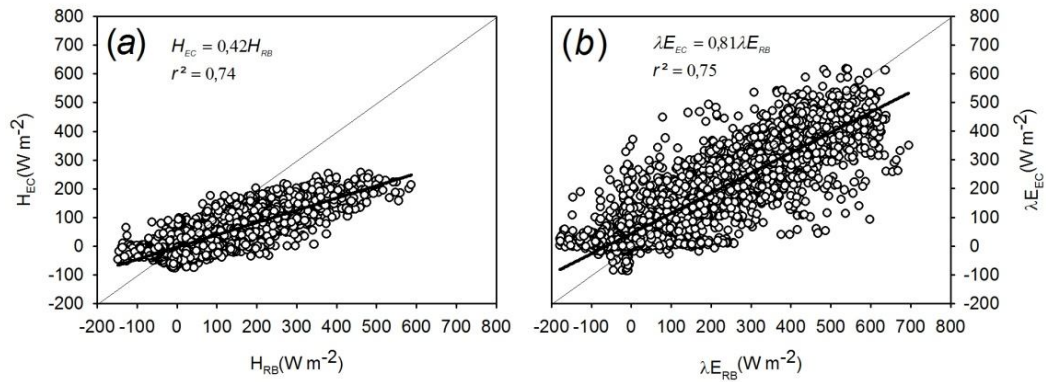 (a)
H_EC = 0,42H_RB
r² = 0,74
800
700
600
500
400
300
200
100
0
-100
-200
H_EC(W m⁻²)
-200 -100 0 100 200 300 400 500 600 700 800
H_RB(W m⁻²)
(b)
λE_EC = 0,81λE_RB
r² = 0,75
800
700
600
500
400
300
200
100
0
-100
-200
λE_EC(W m⁻²)
-200 -100 0 100 200 300 400 500 600 700 800
λE_RB(W m⁻²)